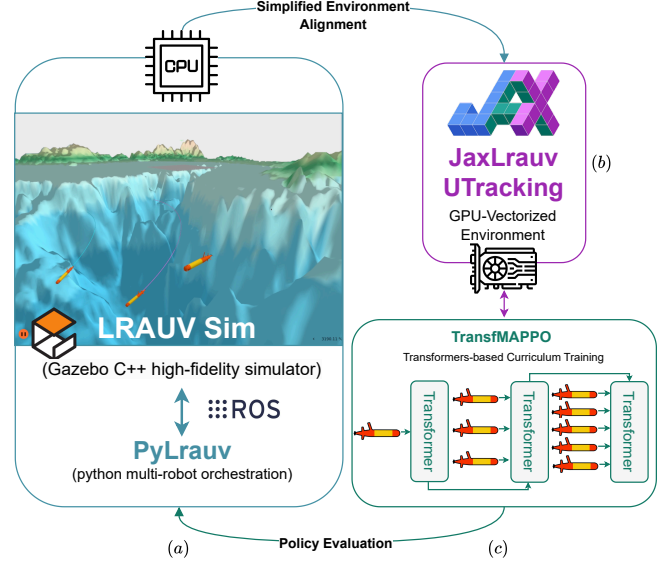 Simplified Environment
Alignment
CPU
JAX
JaxLrauv
UTracking
(b)
GPU-Vectorized
Environment
LRAUV Sim
(Gazebo C++ high-fidelity simulator)
ROS
PyLrauv
(python multi-robot orchestration)
TransfMAPPO
Transformers-based Curriculum Training
Transformer
Transformer
Transformer
(a)
Policy Evaluation
(c)